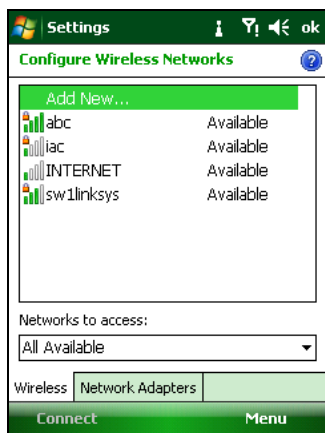 Settings ok
Configure Wireless Networks ?
Add New...
abc Available
iac Available
INTERNET Available
sw1linksys Available
Networks to access:
All Available
Wireless Network Adapters
Connect Menu